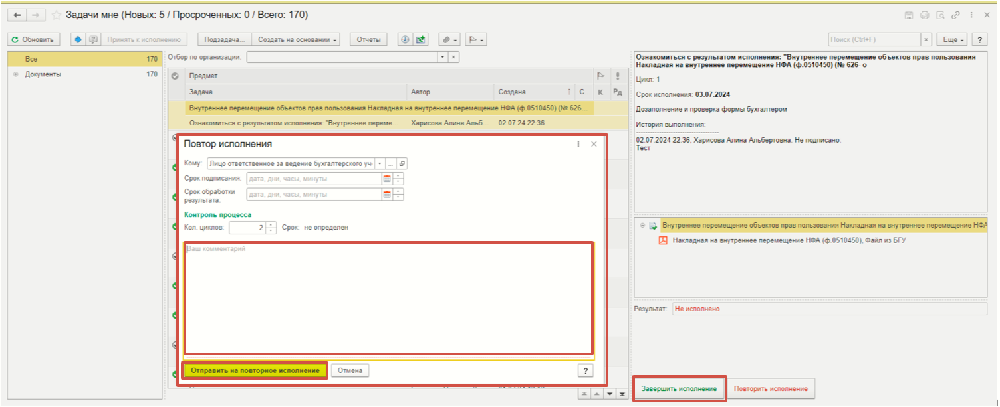 Задачи мне (Новых: 5 / Просроченных: 0 / Всего: 170)
Обновить
Принять к исполнению
Подзадача...
Создать на основании
Отчеты
Поиск (Ctrl+F)
×
Еще
?
Все 170
Документы 170
Отбор по организации:
Предмет
Задача Автор Создана ↑ С... К Рд
Внутреннее перемещение объектов прав пользования Накладная на внутреннее перемещение НФА (ф.0510450) (№ 626...
Ознакомиться с результатом исполнения: "Внутреннее переме... Харисова Алина Альб... 02.07.24 22:36
Повтор исполнения
Кому: Лицо ответственное за ведение бухгалтерского уч
Срок подписания: дата, дни, часы, минуты
Срок обработки
результата:
дата, дни, часы, минуты
Контроль процесса
Кол. циклов: 2 Срок: не определен
Ваш комментарий
Отправить на повторное исполнение
Отмена
?
Ознакомиться с результатом исполнения: "Внутреннее перемещение объектов прав пользования
Накладная на внутреннее перемещение НФА (ф.0510450) (№ 626- о
Цикл: 1
Срок исполнения: 03.07.2024
Дозаполнение и проверка формы бухгалтером
История выполнения:
------------------------------------
02.07.2024 22:36, Харисова Алина Альбертовна. Не подписано:
Тест
Внутреннее перемещение объектов прав пользования Накладная на внутреннее перемещение НФА
Накладная на внутреннее перемещение НФА (ф.0510450), Файл из БГУ
Результат: Не исполнено
Завершить исполнение
Повторить исполнение